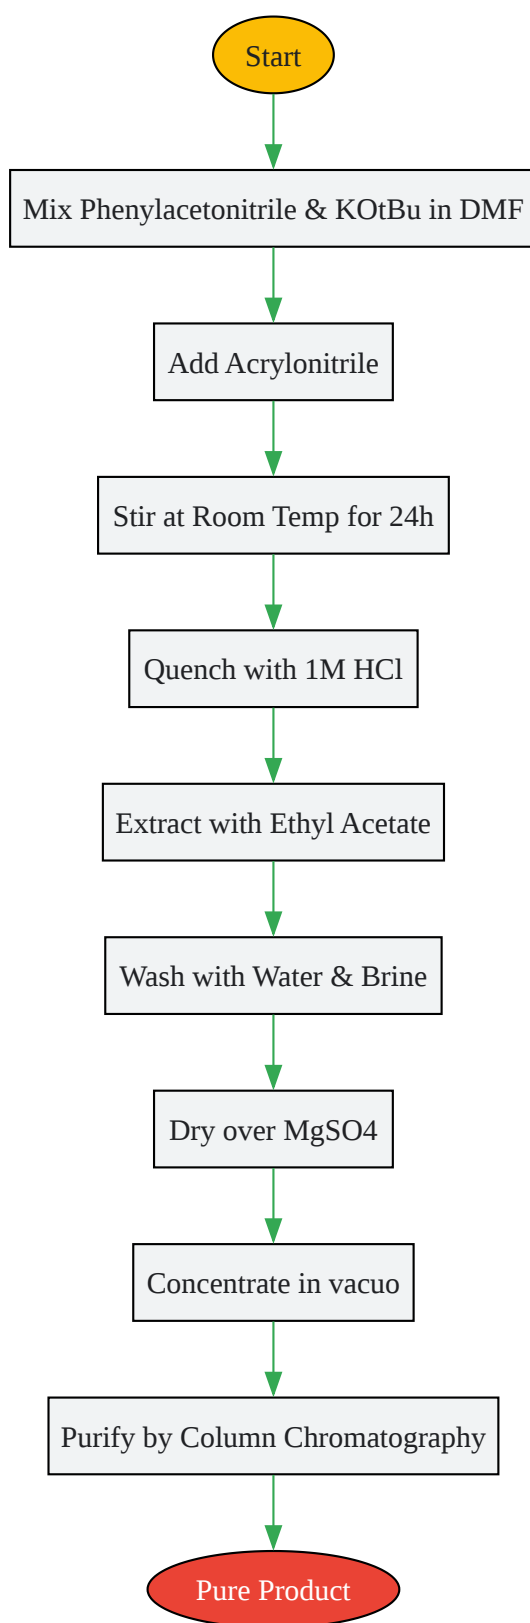 Start
Mix Phenylacetonitrile & KOtBu in DMF
Add Acrylonitrile
Stir at Room Temp for 24h
Quench with 1M HCl
Extract with Ethyl Acetate
Wash with Water & Brine
Dry over MgSO4
Concentrate in vacuo
Purify by Column Chromatography
Pure Product